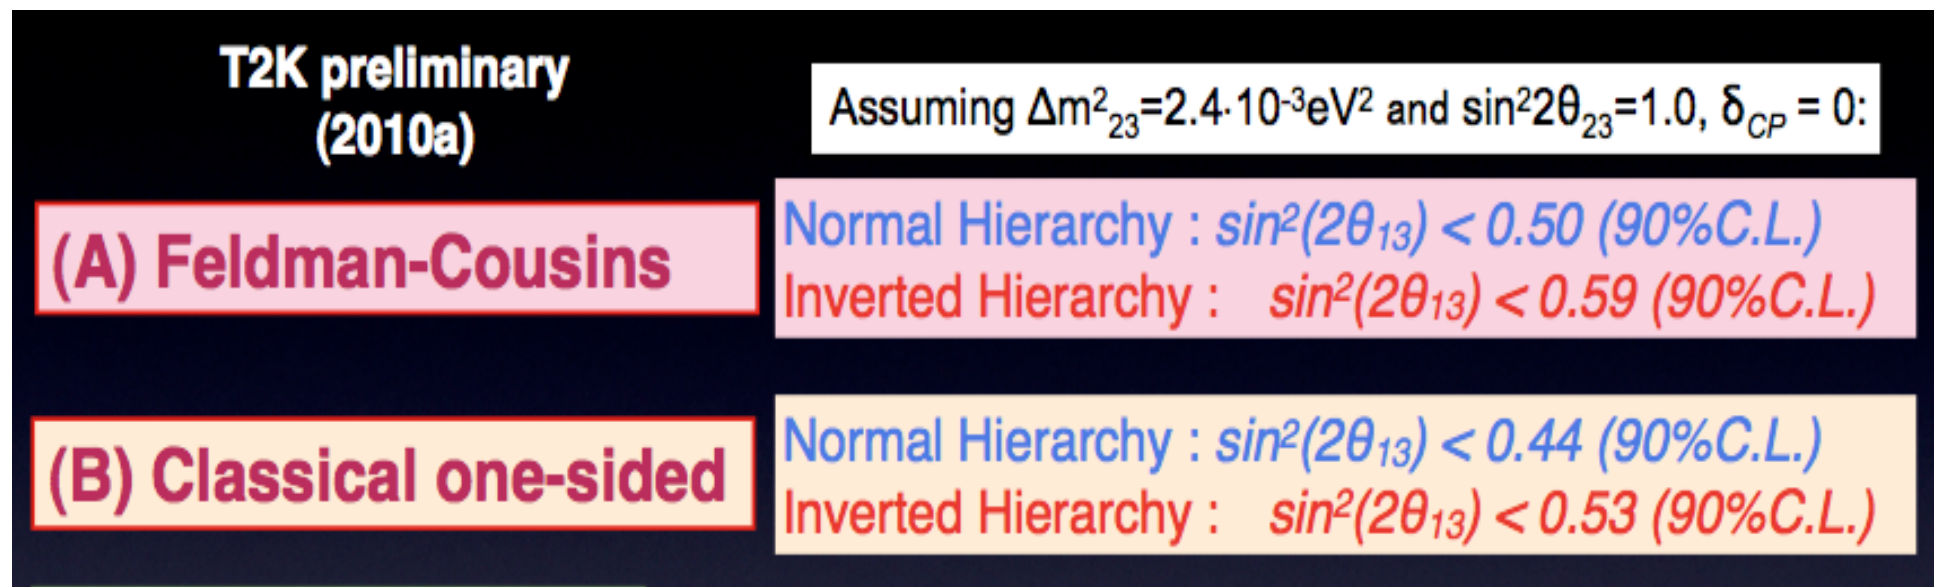 T2K preliminary
(2010a)
Assuming Δm²₂₃=2.4·10⁻³eV² and sin²2θ₂₃=1.0, δ_CP = 0:
(A) Feldman-Cousins
Normal Hierarchy : sin²(2θ₁₃) < 0.50 (90%C.L.)
Inverted Hierarchy : sin²(2θ₁₃) < 0.59 (90%C.L.)
(B) Classical one-sided
Normal Hierarchy : sin²(2θ₁₃) < 0.44 (90%C.L.)
Inverted Hierarchy : sin²(2θ₁₃) < 0.53 (90%C.L.)